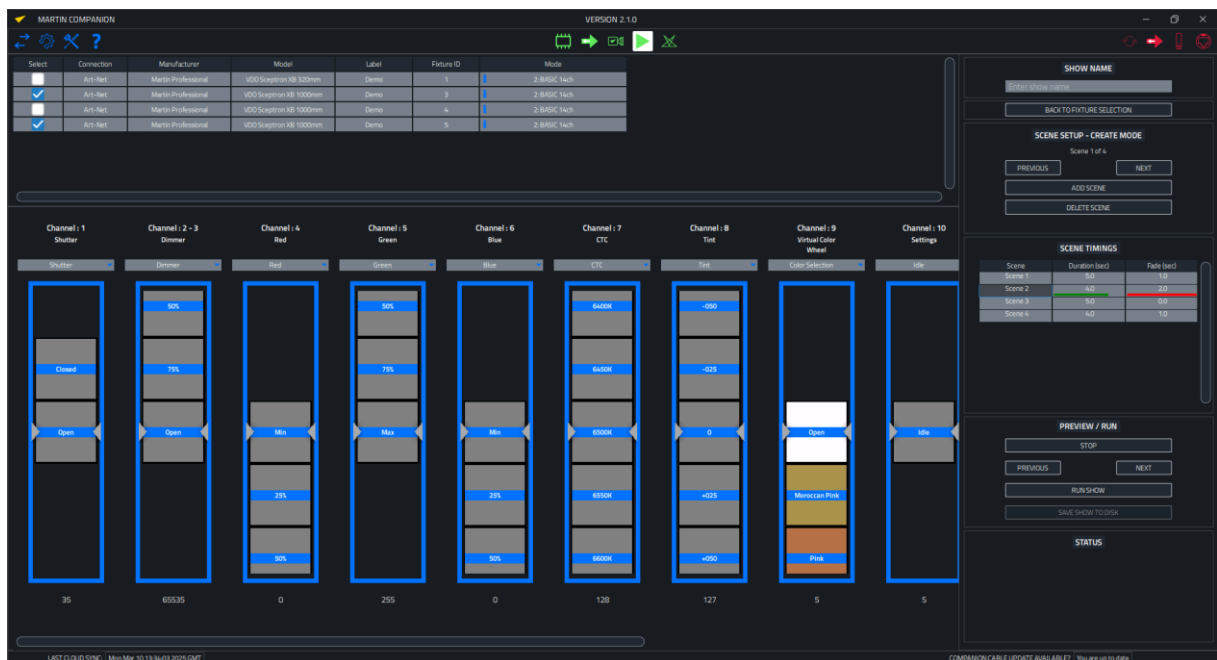 MARTIN COMPANION
VERSION 2.1.0
Select Connection Manufacturer Model Label Fixture ID Mode
Art-Net Martin Professional VDO Sceptron XB 320mm Demo 1 2: BASIC 14ch
Art-Net Martin Professional VDO Sceptron XB 1000mm Demo 3 2: BASIC 14ch
Art-Net Martin Professional VDO Sceptron XB 1000mm Demo 4 2: BASIC 14ch
Art-Net Martin Professional VDO Sceptron XB 1000mm Demo 5 2: BASIC 14ch
Channel : 1
Shutter
Shutter
Closed
Open
35
Channel : 2 - 3
Dimmer
Dimmer
50%
75%
Open
65535
Channel : 4
Red
Red
Min
25%
50%
0
Channel : 5
Green
Green
50%
75%
Max
255
Channel : 6
Blue
Blue
Min
25%
50%
0
Channel : 7
CTC
CTC
6400K
6450K
6500K
6550K
6600K
128
Channel : 8
Tint
Tint
-050
-025
0
+025
+050
127
Channel : 9
Virtual Color
Wheel
Color Selection
Open
Moroccan Pink
Pink
5
Channel : 10
Settings
Idle
Idle
5
SHOW NAME
Enter show name
BACK TO FIXTURE SELECTION
SCENE SETUP - CREATE MODE
Scene 1 of 4
PREVIOUS NEXT
ADD SCENE
DELETE SCENE
SCENE TIMINGS
Scene Duration (sec) Fade (sec)
Scene 1 5.0 1.0
Scene 2 4.0 2.0
Scene 3 5.0 0.0
Scene 4 4.0 1.0
PREVIEW / RUN
STOP
PREVIOUS NEXT
RUN SHOW
SAVE SHOW TO DISK
STATUS
LAST CLOUD SYNC: Mon Mar 10 13:34:03 2025 GMT
COMPANION CABLE UPDATE AVAILABLE? You are up to date